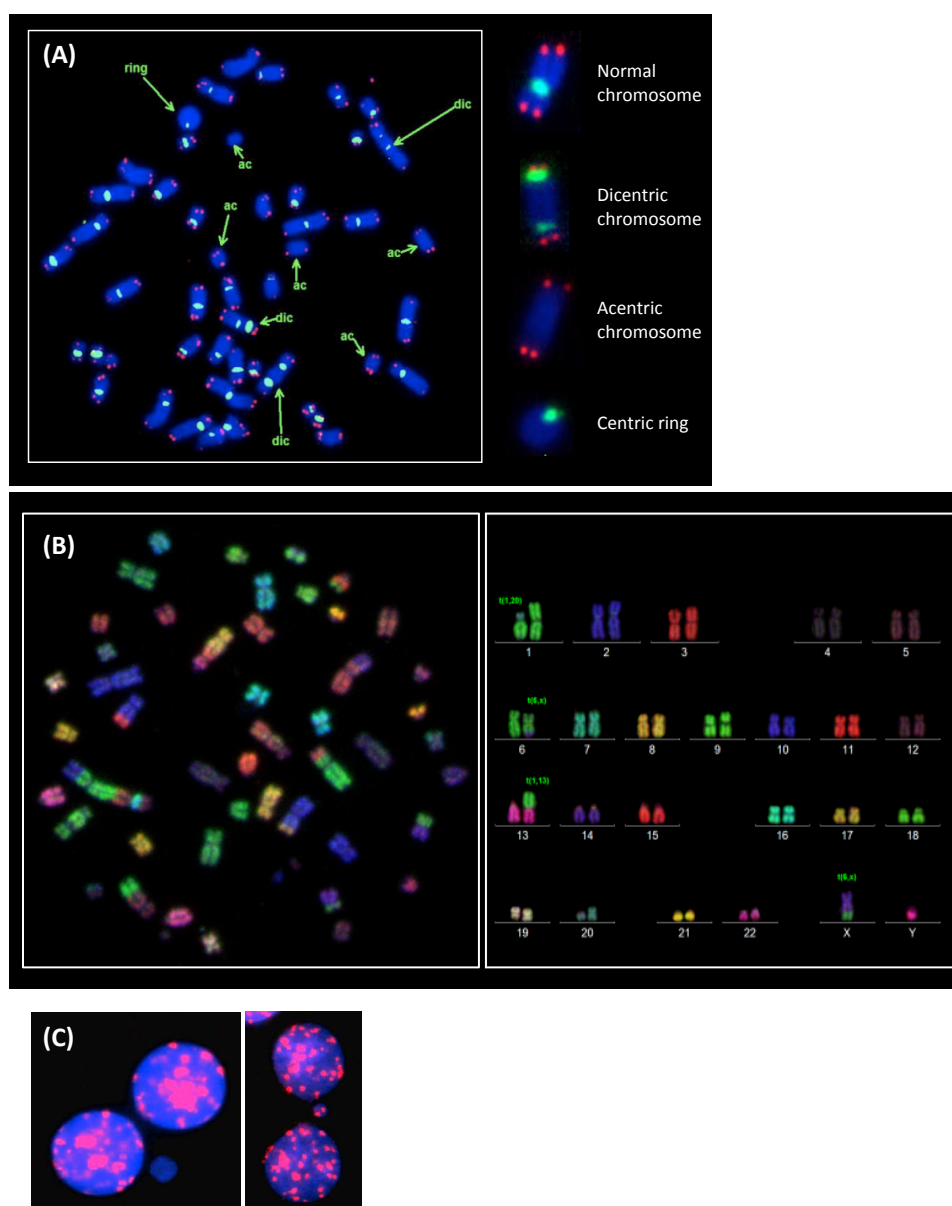 (A)
ring
dic
ac
ac
ac
ac
dic
ac
dic
Normal
chromosome
Dicentric
chromosome
Acentric
chromosome
Centric ring
(B)
t(1,20)
1
2
3
4
5
t(6,x)
6
7
8
9
10
11
12
t(1,13)
13
14
15
16
17
18
t(6,x)
19
20
21
22
X
Y
(C)